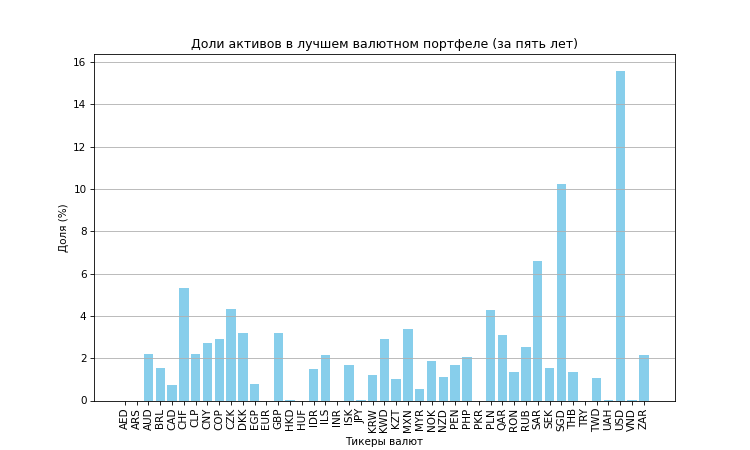 Доли активов в лучшем валютном портфеле (за пять лет)
Доля (%)
16
14
12
10
8
6
4
2
0
AED ARS AUD BRL CAD CHF CLP CNY COP CZK DKK EGP EUR GBP HKD HUF IDR ILS INR ISK JPY KRW KWD KZT MXN MYR NOK NZD PEN PHP PKR PLN QAR RON RUB SAR SEK SGD THB TRY TWD UAH USD VND ZAR
Тикеры валют